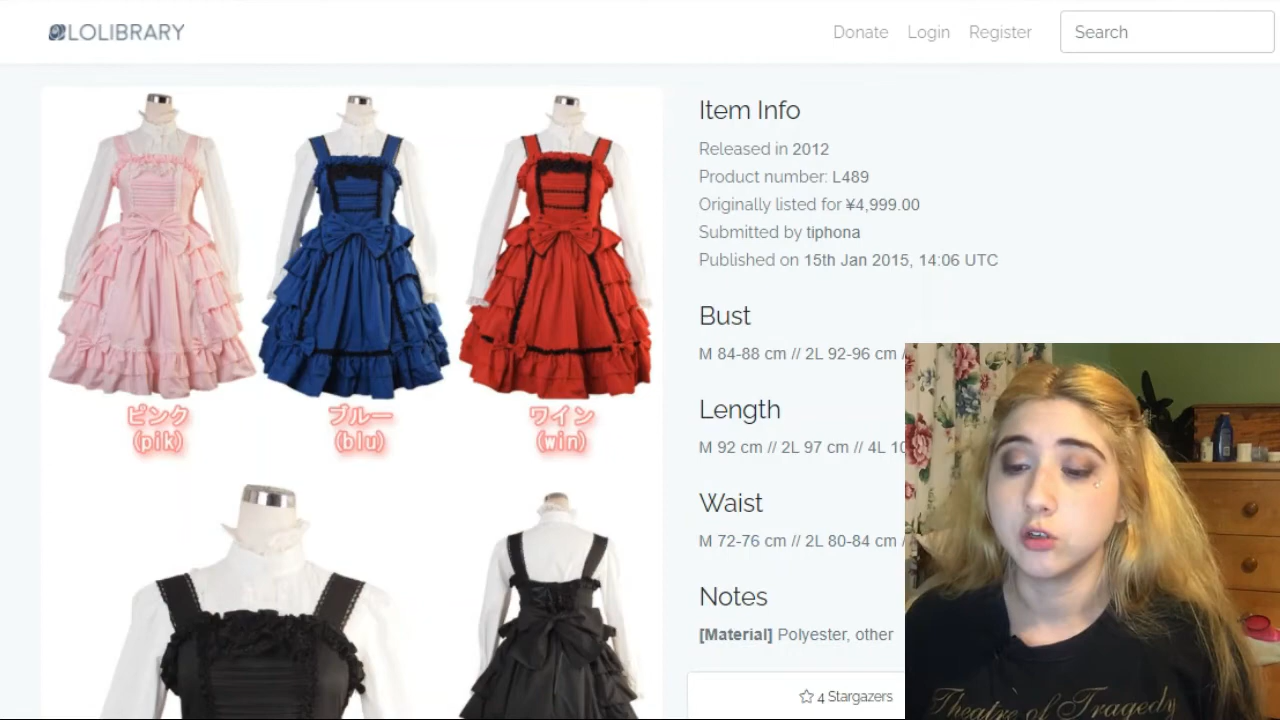 LOLIBRARY
Donate Login Register Search
Item Info
Released in 2012
Product number: L489
Originally listed for ¥4,999.00
Submitted by tiphona
Published on 15th Jan 2015, 14:06 UTC
Bust
M 84-88 cm // 2L 92-96 cm /
Length
M 92 cm // 2L 97 cm // 4L 10
Waist
M 72-76 cm // 2L 80-84 cm /
Notes
[Material] Polyester, other
4 Stargazers
ピンク
(pik)
ブルー
(blu)
ワイン
(win)
Theatre of Tragedy